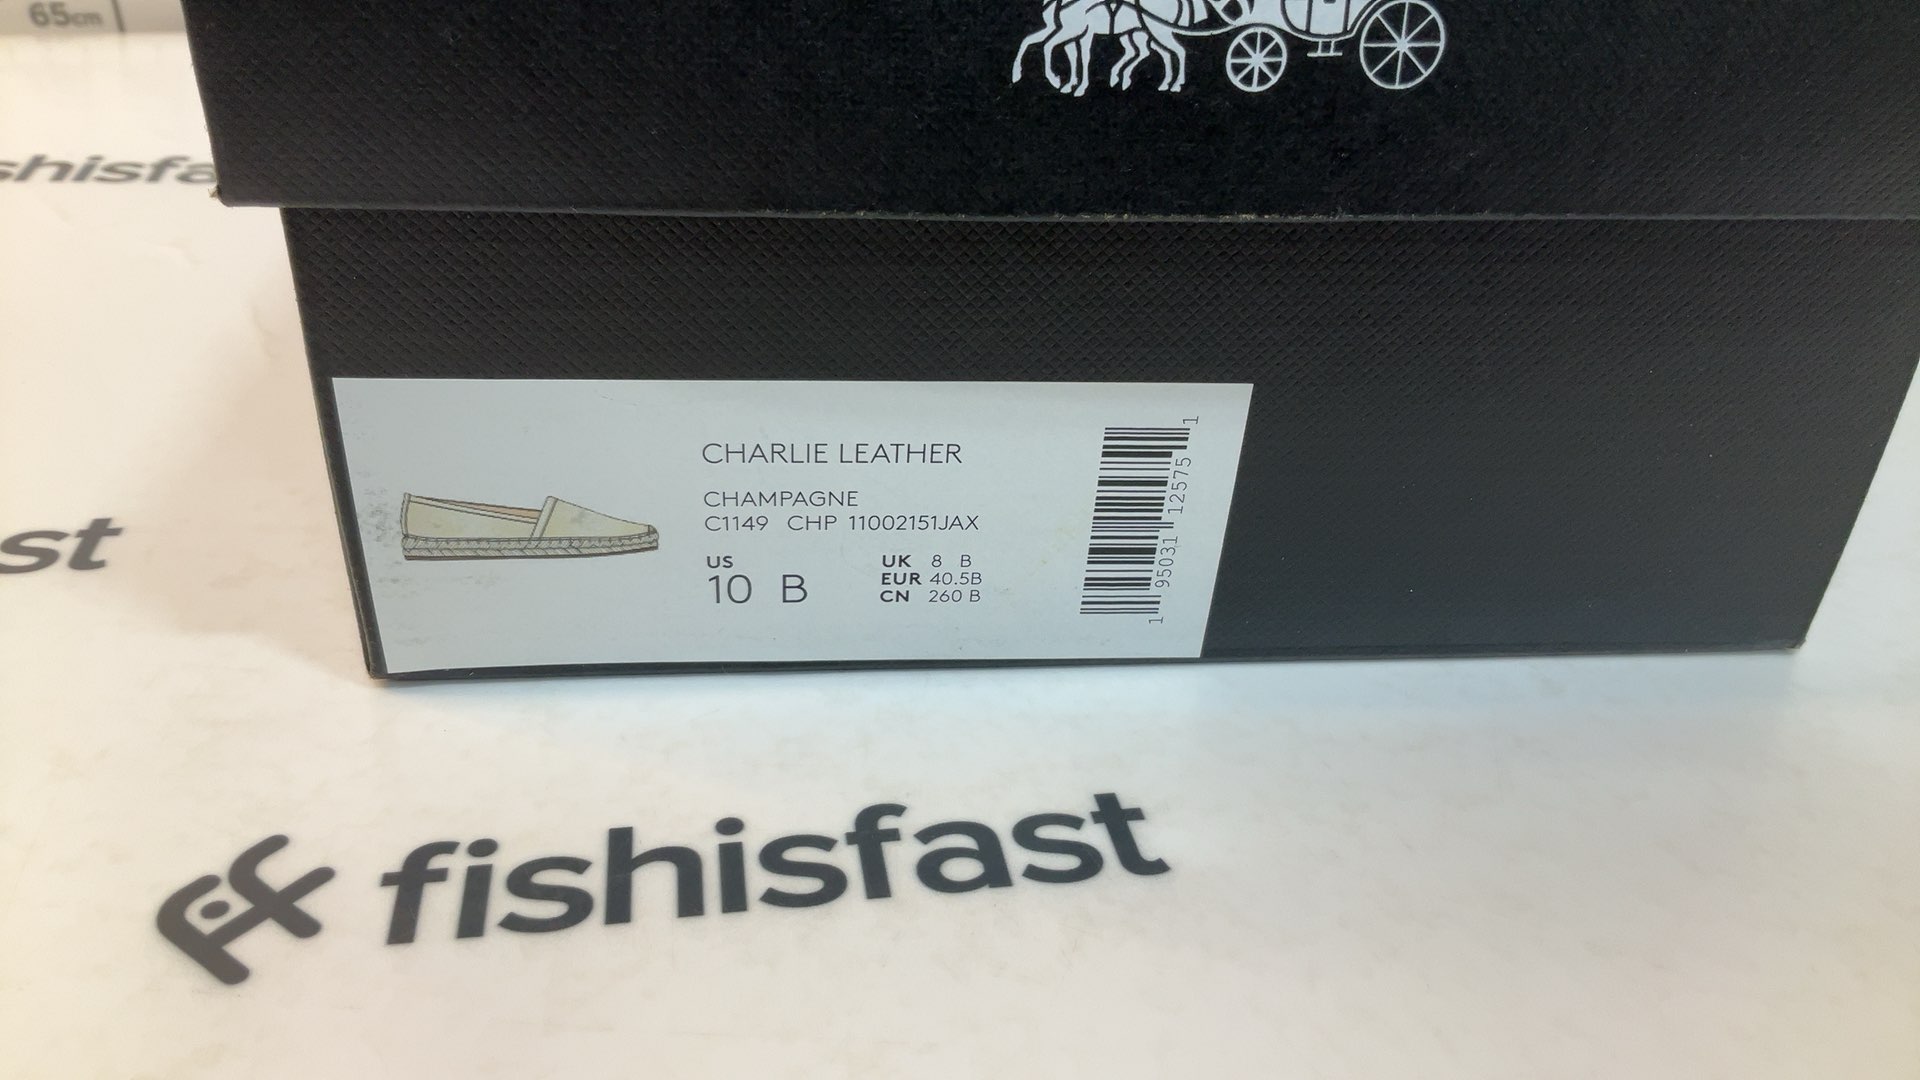 65cm
shisfa
st
CHARLIE LEATHER
CHAMPAGNE
C1149 CHP 11002151JAX
US
10 B
UK 8 B
EUR 40.5B
CN 260 B
1 95031 12575 1
fishisfast